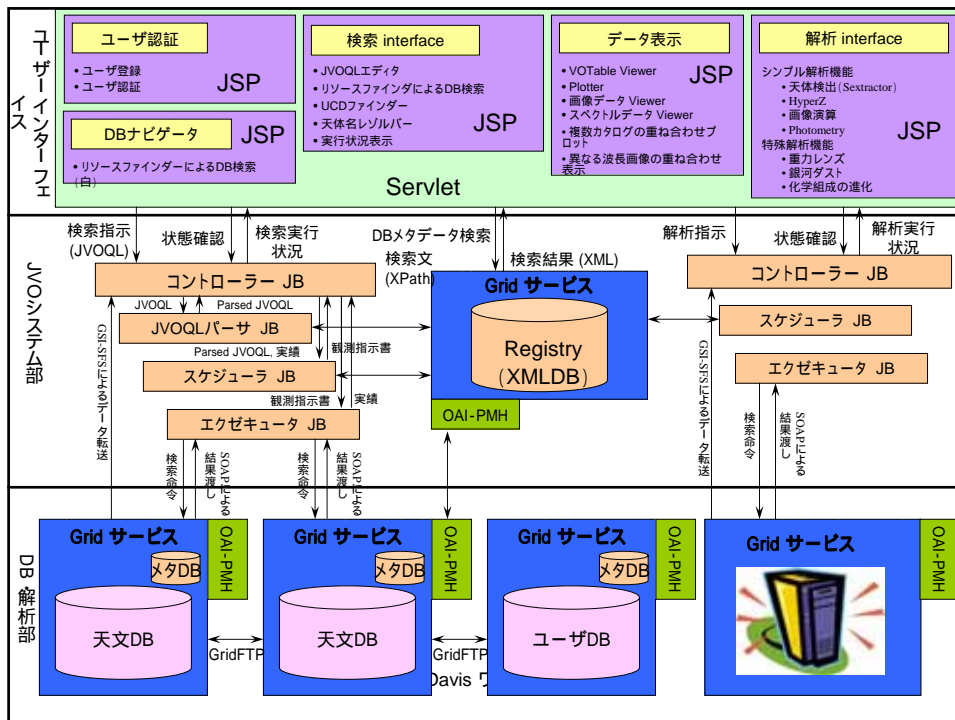 ユーザーインターフェイス
ユーザ認証
• ユーザ登録
• ユーザ認証
JSP
DBナビゲータ
JSP
• リソースファインダーによるDB検索
(白)
検索 interface
• JVOQLエディタ
• リソースファインダによるDB検索
• UCDファインダー
• 天体名レゾルバー
• 実行状況表示
JSP
データ表示
• VOTable Viewer
• Plotter
• 画像データ Viewer
• スペクトルデータ Viewer
• 複数カタログの重ね合わせプ
ロット
• 異なる波長画像の重ね合わせ
表示
JSP
解析 interface
シンプル解析機能
• 天体検出(Sextractor)
• HyperZ
• 画像演算
• Photometry
特殊解析機能
• 重力レンズ
• 銀河ダスト
• 化学組成の進化
JSP
Servlet
JVOシステム部
検索指示
(JVOQL)
状態確認
検索実行
状況
DBメタデータ検索
検索文
(XPath)
検索結果 (XML)
解析指示
状態確認
解析実行
状況
コントローラー JB
JVOQL
Parsed JVOQL
JVOQLパーサ JB
Parsed JVOQL, 実績
観測指示書
スケジューラ JB
観測指示書
実績
エクゼキュータ JB
GSI-SFSによるデータ転送
検索命令
SOAPによる
結果渡し
検索命令
SOAPによる
結果渡し
Grid サービス
Registry
(XMLDB)
OAI-PMH
コントローラー JB
スケジューラ JB
エクゼキュータ JB
GSI-SFSによるデータ転送
検索命令
SOAPによる
結果渡し
DB・解析部
Grid サービス
OAI-PMH
メタDB
天文DB
GridFTP
Grid サービス
OAI-PMH
メタDB
天文DB
GridFTP
Grid サービス
OAI-PMH
メタDB
ユーザDB
Grid サービス
OAI-PMH